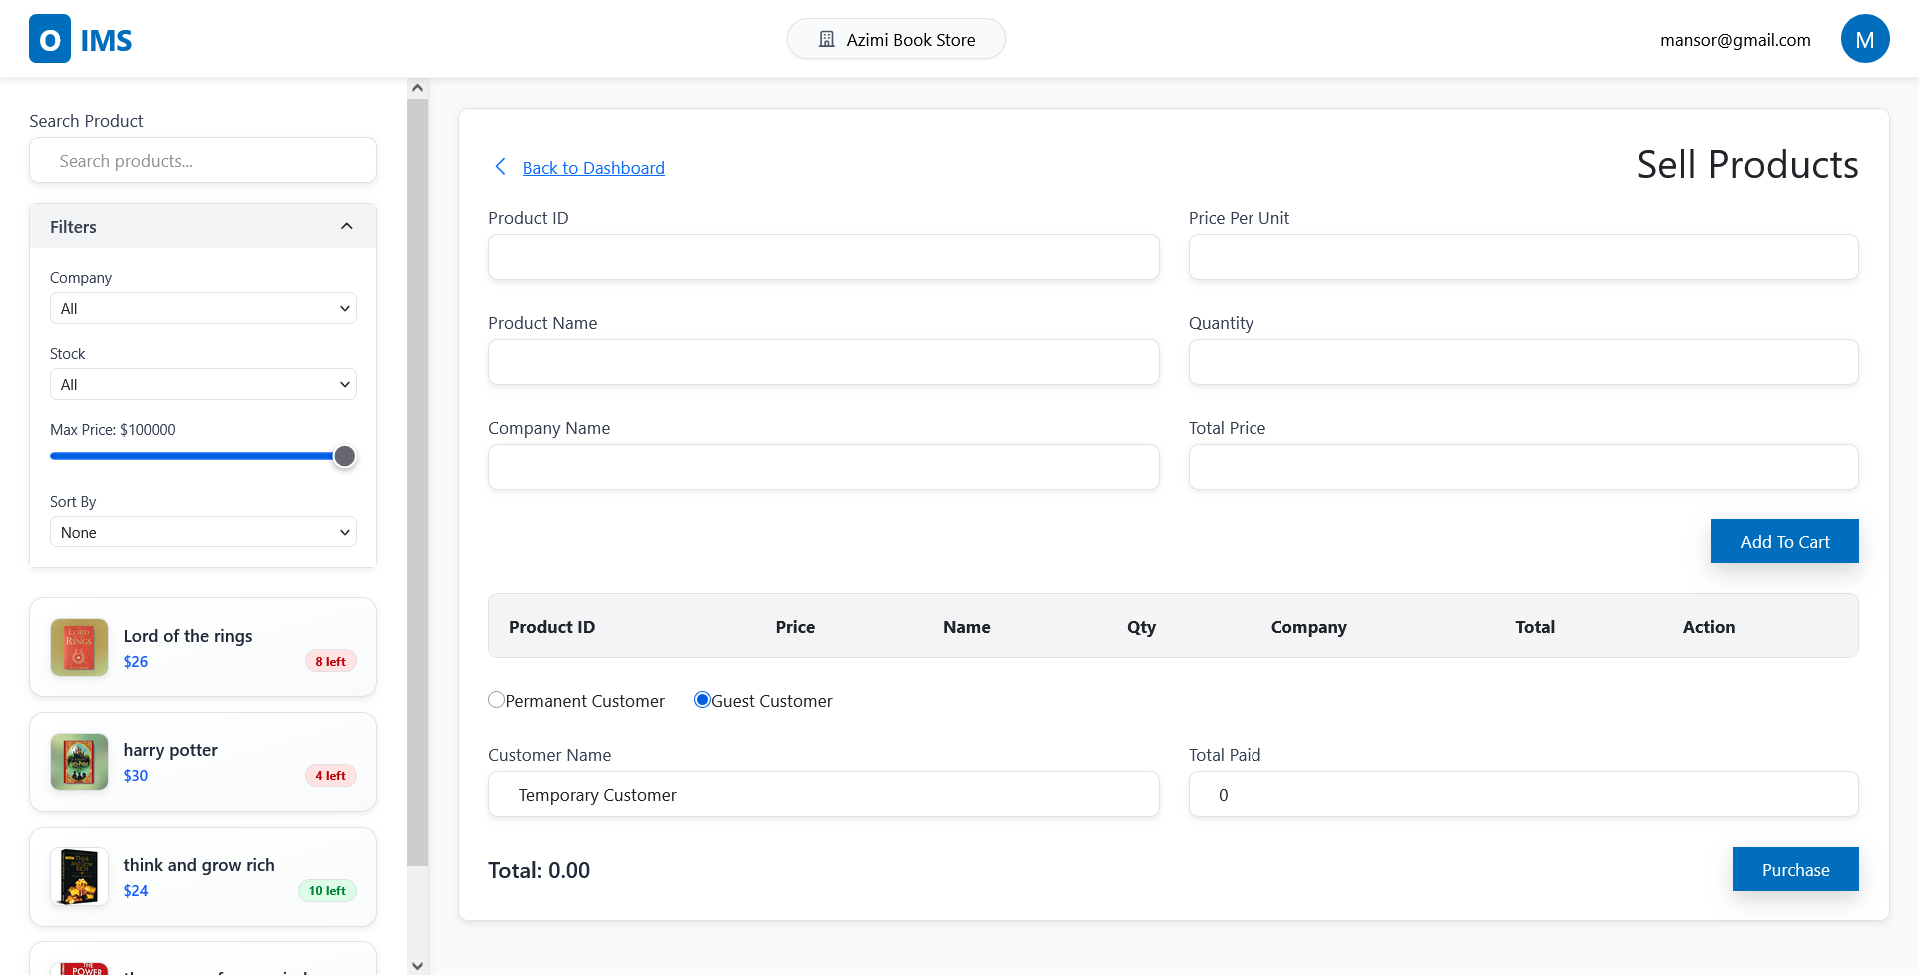 O IMS
Azimi Book Store
mansor@gmail.com
M
Search Product
Search products...
Filters
Company
All
Stock
All
Max Price: $100000
Sort By
None
Lord of the rings
$26
8 left
harry potter
$30
4 left
think and grow rich
$24
10 left
THE
POWER
Back to Dashboard
Sell Products
Product ID
Price Per Unit
Product Name
Quantity
Company Name
Total Price
Add To Cart
Product ID Price Name Qty Company Total Action
Permanent Customer Guest Customer
Customer Name
Temporary Customer
Total Paid
0
Total: 0.00
Purchase